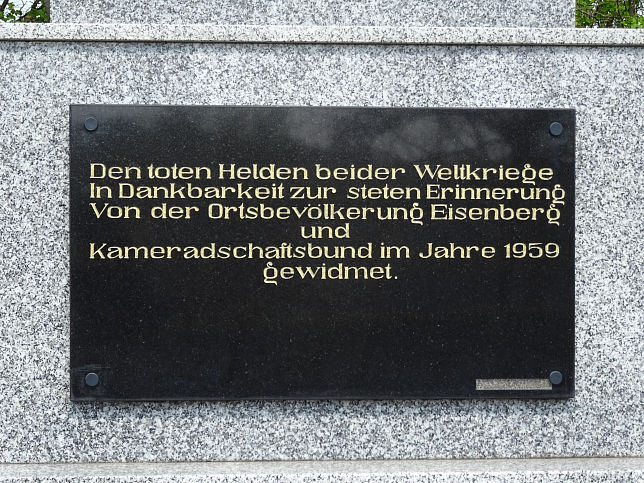 Den toten Helden beider Weltkriege
In Dankbarkeit zur steten Erinnerung
Von der Ortsbevölkerung Eisenberg
und
Kameradschaftsbund im Jahre 1959
gewidmet.